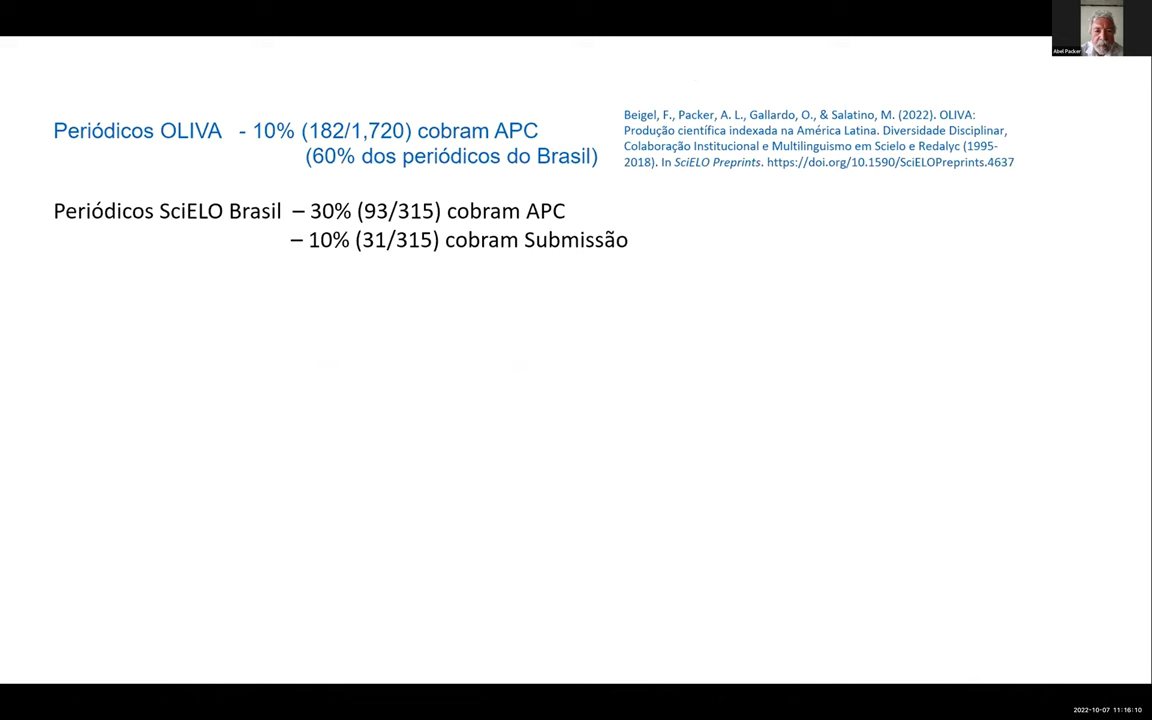 Abel Packer
Periódicos OLIVA - 10% (182/1,720) cobram APC
(60% dos periódicos do Brasil)
Beigel, F., Packer, A. L., Gallardo, O., & Salatino, M. (2022). OLIVA:
Produção científica indexada na América Latina. Diversidade Disciplinar,
Colaboração Institucional e Multilinguismo em Scielo e Redalyc (1995-
2018). In SciELO Preprints. https://doi.org/10.1590/SciELOPreprints.4637
Periódicos SciELO Brasil – 30% (93/315) cobram APC
– 10% (31/315) cobram Submissão
2022-10-07 11:16:10